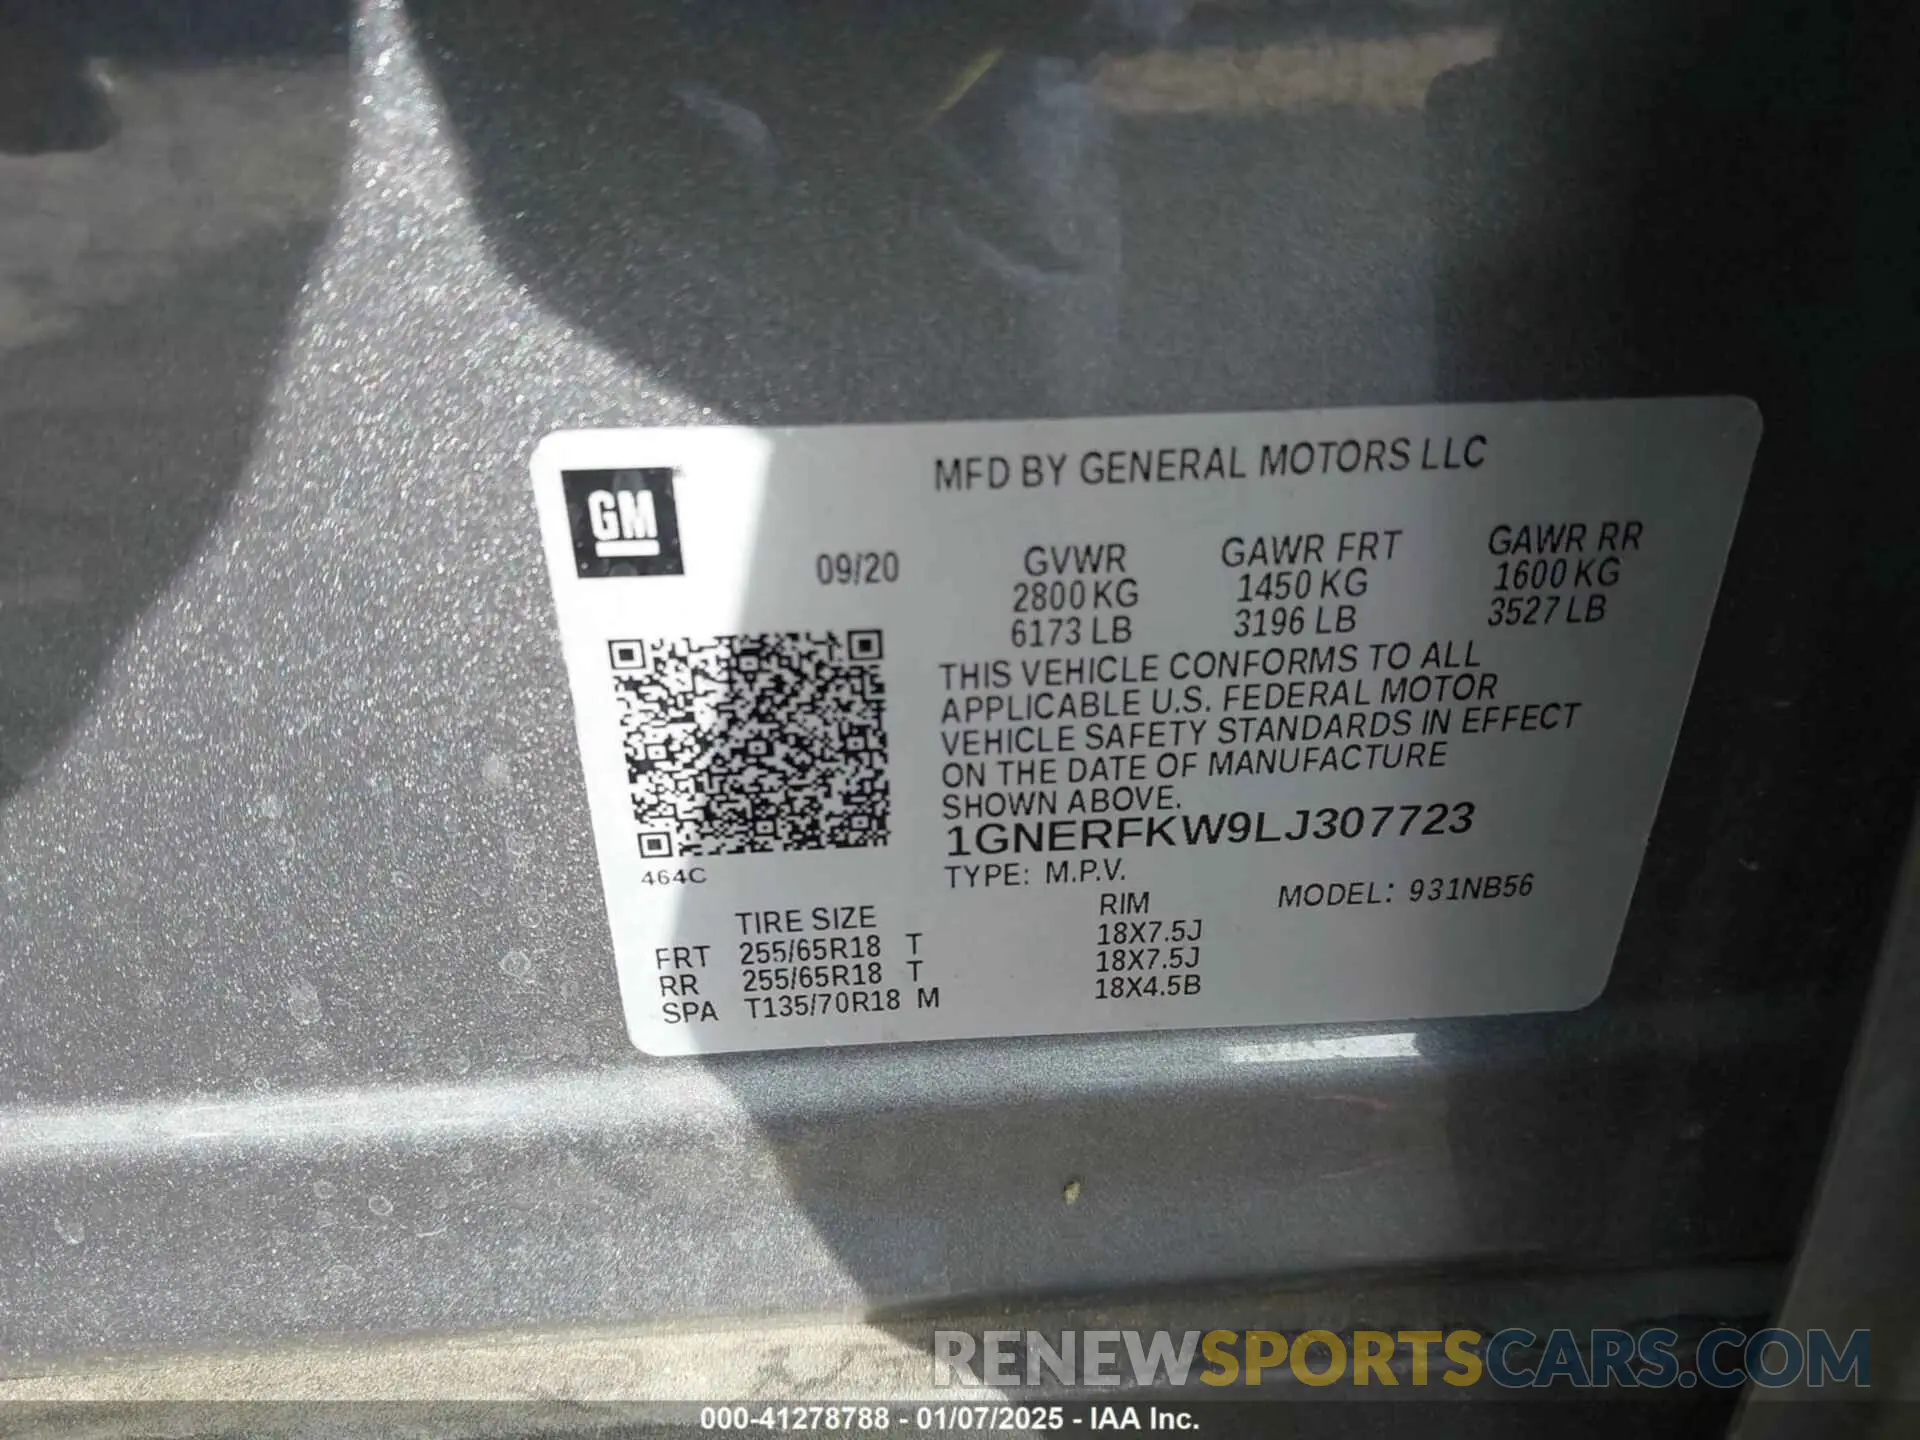 MFD BY GENERAL MOTORS LLC
GM
09/20
GVWR GAWR FRT GAWR RR
2800 KG 1450 KG 1600 KG
6173 LB 3196 LB 3527 LB
THIS VEHICLE CONFORMS TO ALL
APPLICABLE U.S. FEDERAL MOTOR
VEHICLE SAFETY STANDARDS IN EFFECT
ON THE DATE OF MANUFACTURE
SHOWN ABOVE.
1GNERFKW9LJ307723
464C
TYPE: M.P.V.
MODEL: 931NB56
TIRE SIZE RIM
FRT 255/65R18 T 18X7.5J
RR 255/65R18 T 18X7.5J
SPA T135/70R18 M 18X4.5B
RENEWSPORTSCARS.COM
000-41278788 - 01/07/2025 - IAA Inc.